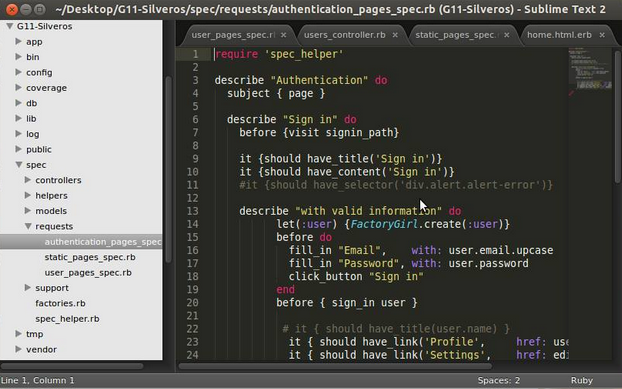 ~/Desktop/G11-Silveros/spec/requests/authentication_pages_spec.rb (G11-Silveros) - Sublime Text 2
G11-Silveros
app
bin
config
coverage
db
lib
log
public
spec
controllers
helpers
models
requests
authentication_pages_spec
static_pages_spec.rb
user_pages_spec.rb
support
factories.rb
spec_helper.rb
tmp
vendor
user_pages_spec.r
users_controller.rb
static_pages_spec.
home.html.erb
1 require 'spec_helper'
2
3 describe "Authentication" do
4 subject { page }
5
6 describe "Sign in" do
7 before {visit signin_path}
8
9 it {should have_title('Sign in')}
10 it {should have_content('Sign in')}
11 #it {should have_selector('div.alert.alert-error')}
12
13 describe "with valid information" do
14 let(:user) {FactoryGirl.create(:user)}
15 before do
16 fill_in "Email", with: user.email.upcase
17 fill_in "Password", with: user.password
18 click_button "Sign in"
19 end
20 before { sign_in user }
21
22 # it { should have_title(user.name) }
23 it { should have_link('Profile', href: use
24 it { should have_link('Settings', href: edi
Line 1, Column 1
Spaces: 2
Ruby